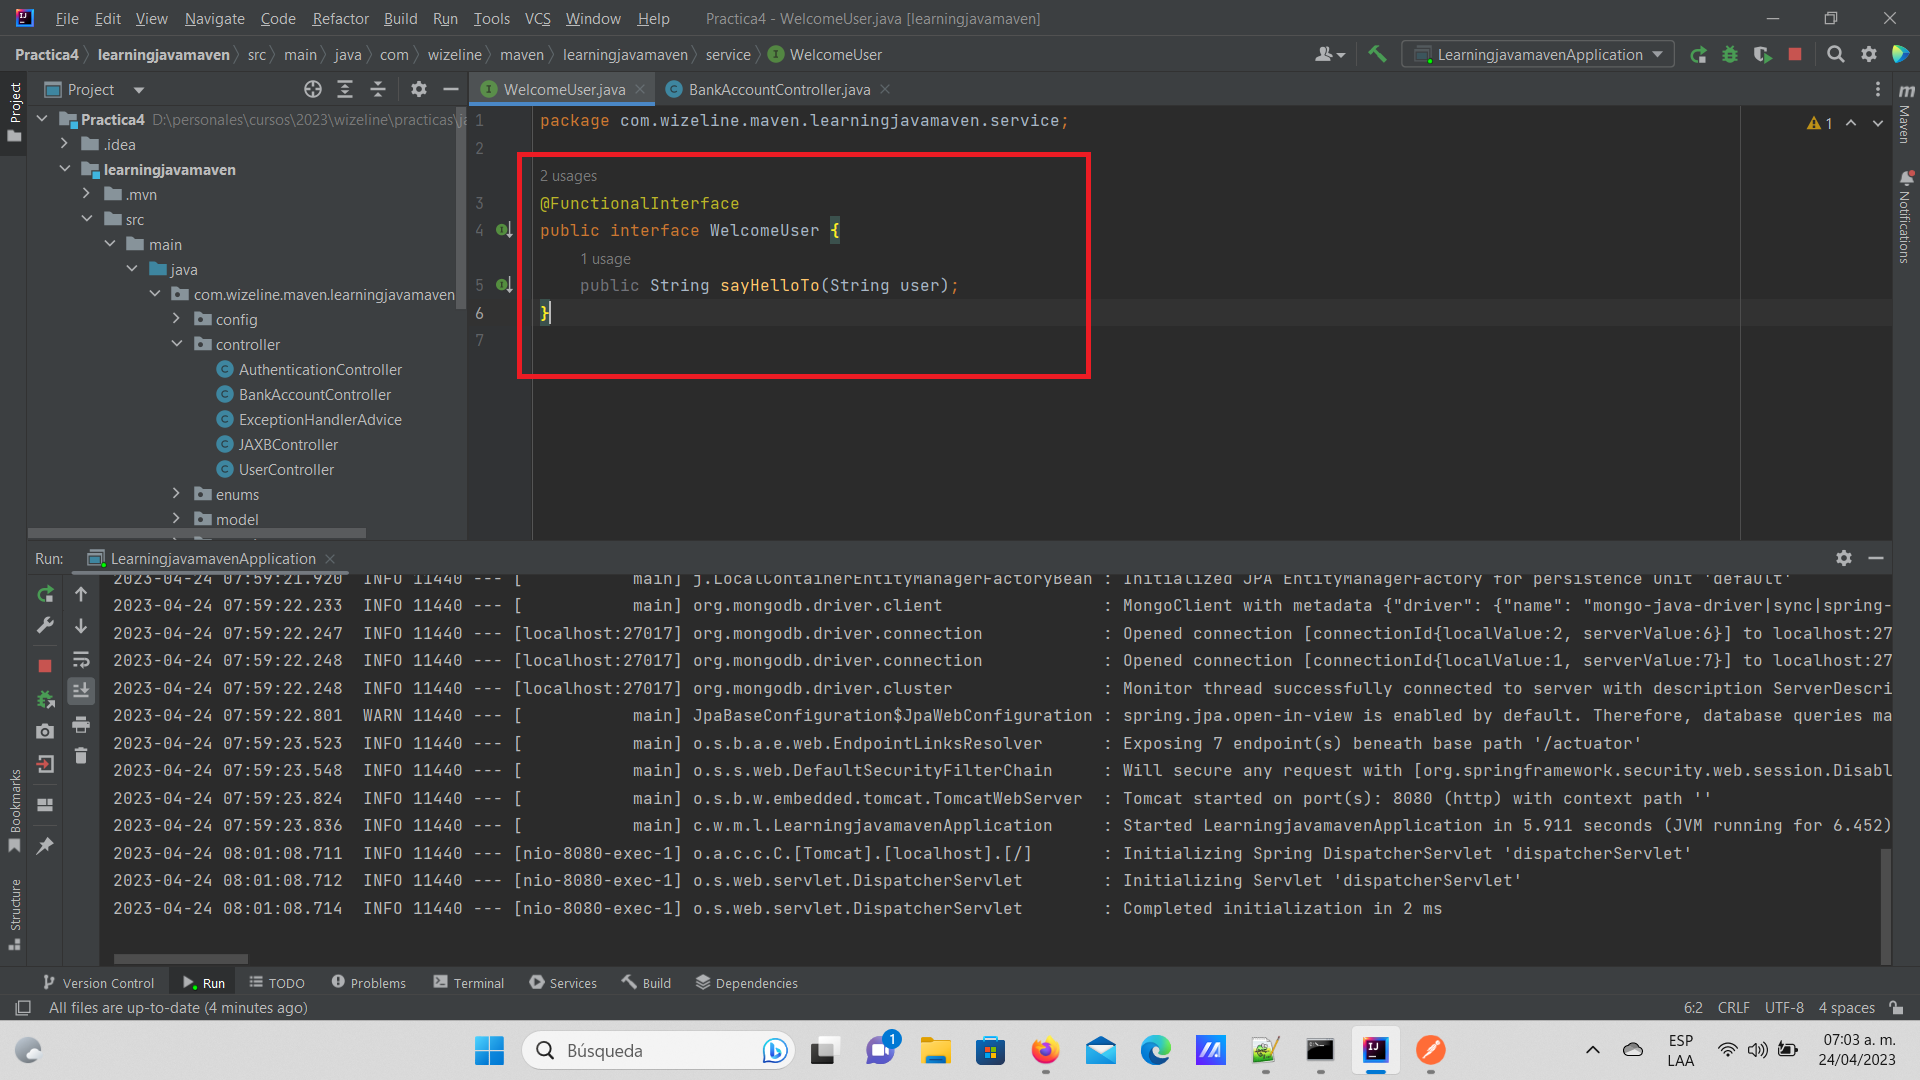 File Edit View Navigate Code Refactor Build Run Tools VCS Window Help Practica4 - WelcomeUser.java [learningjavamaven]
Practica4 learningjavamaven src main java com wizeline maven learningjavamaven service WelcomeUser LearningjavamavenApplication
Project WelcomeUser.java BankAccountController.java
Project
Maven
Notifications
Bookmarks
Structure
Practica4 D:\personales\cursos\2023\wizeline\practicas\
.idea
learningjavamaven
.mvn
src
main
java
com.wizeline.maven.learningjavamaven
config
controller
AuthenticationController
BankAccountController
ExceptionHandlerAdvice
JAXBController
UserController
enums
model
1 package com.wizeline.maven.learningjavamaven.service;
1
2
2 usages
3 @FunctionalInterface
4 public interface WelcomeUser {
1 usage
5 public String sayHelloTo(String user);
6 }
7
Run: LearningjavamavenApplication
2023-04-24 07:59:21.920 INFO 11440 --- [ main] j.LocalContainerEntityManagerFactoryBean : Initialized JPA EntityManagerFactory for persistence unit 'default'
2023-04-24 07:59:22.233 INFO 11440 --- [ main] org.mongodb.driver.client : MongoClient with metadata {"driver": {"name": "mongo-java-driver|sync|spring-
2023-04-24 07:59:22.247 INFO 11440 --- [localhost:27017] org.mongodb.driver.connection : Opened connection [connectionId{localValue:2, serverValue:6}] to localhost:27
2023-04-24 07:59:22.248 INFO 11440 --- [localhost:27017] org.mongodb.driver.connection : Opened connection [connectionId{localValue:1, serverValue:7}] to localhost:27
2023-04-24 07:59:22.248 INFO 11440 --- [localhost:27017] org.mongodb.driver.cluster : Monitor thread successfully connected to server with description ServerDescri
2023-04-24 07:59:22.801 WARN 11440 --- [ main] JpaBaseConfiguration$JpaWebConfiguration : spring.jpa.open-in-view is enabled by default. Therefore, database queries ma
2023-04-24 07:59:23.523 INFO 11440 --- [ main] o.s.b.a.e.web.EndpointLinksResolver : Exposing 7 endpoint(s) beneath base path '/actuator'
2023-04-24 07:59:23.548 INFO 11440 --- [ main] o.s.s.web.DefaultSecurityFilterChain : Will secure any request with [org.springframework.security.web.session.Disabl
2023-04-24 07:59:23.824 INFO 11440 --- [ main] o.s.b.w.embedded.tomcat.TomcatWebServer : Tomcat started on port(s): 8080 (http) with context path ''
2023-04-24 07:59:23.836 INFO 11440 --- [ main] c.w.m.l.LearningjavamavenApplication : Started LearningjavamavenApplication in 5.911 seconds (JVM running for 6.452)
2023-04-24 08:01:08.711 INFO 11440 --- [nio-8080-exec-1] o.a.c.c.C.[Tomcat].[localhost].[/] : Initializing Spring DispatcherServlet 'dispatcherServlet'
2023-04-24 08:01:08.712 INFO 11440 --- [nio-8080-exec-1] o.s.web.servlet.DispatcherServlet : Initializing Servlet 'dispatcherServlet'
2023-04-24 08:01:08.714 INFO 11440 --- [nio-8080-exec-1] o.s.web.servlet.DispatcherServlet : Completed initialization in 2 ms
Version Control Run TODO Problems Terminal Services Build Dependencies
All files are up-to-date (4 minutes ago) 6:2 CRLF UTF-8 4 spaces
Búsqueda 1 ESP 07:03 a. m.
LAA 24/04/2023